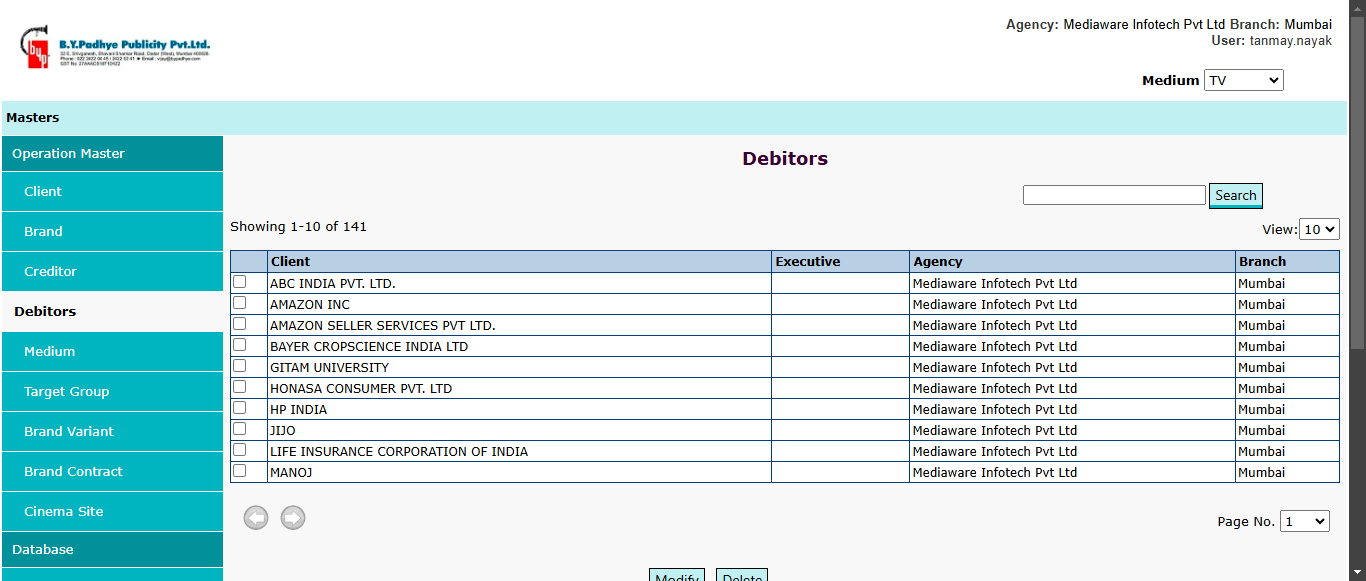 B.Y.Padhye Publicity Pvt.Ltd.
Agency: Mediaware Infotech Pvt Ltd Branch: Mumbai
User: tanmay.nayak
Medium TV
Masters
Operation Master
Client
Brand
Creditor
Debitors
Medium
Target Group
Brand Variant
Brand Contract
Cinema Site
Database
Debitors
Search
Showing 1-10 of 141
View: 10
Client Executive Agency Branch
ABC INDIA PVT. LTD. Mediaware Infotech Pvt Ltd Mumbai
AMAZON INC Mediaware Infotech Pvt Ltd Mumbai
AMAZON SELLER SERVICES PVT LTD. Mediaware Infotech Pvt Ltd Mumbai
BAYER CROPSCIENCE INDIA LTD Mediaware Infotech Pvt Ltd Mumbai
GITAM UNIVERSITY Mediaware Infotech Pvt Ltd Mumbai
HONASA CONSUMER PVT. LTD Mediaware Infotech Pvt Ltd Mumbai
HP INDIA Mediaware Infotech Pvt Ltd Mumbai
JIJO Mediaware Infotech Pvt Ltd Mumbai
LIFE INSURANCE CORPORATION OF INDIA Mediaware Infotech Pvt Ltd Mumbai
MANOJ Mediaware Infotech Pvt Ltd Mumbai
Page No. 1
Modify Delete